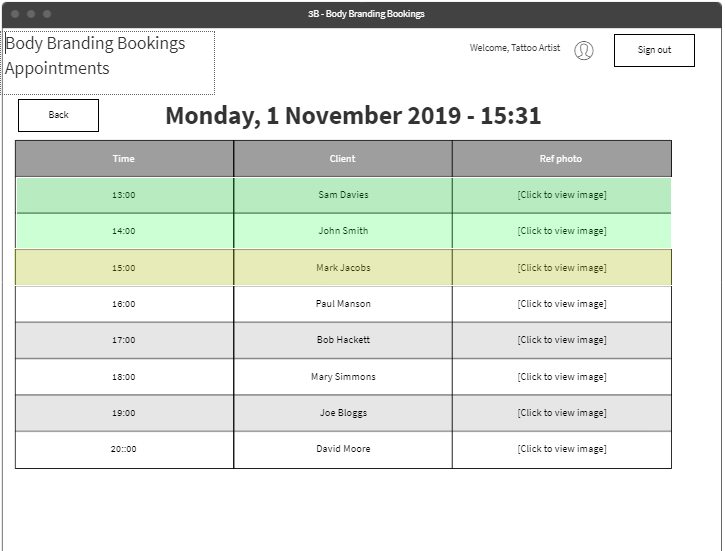 3B - Body Branding Bookings
Body Branding Bookings
Appointments
Welcome, Tattoo Artist
Sign out
Back
Monday, 1 November 2019 - 15:31
Time Client Ref photo
13:00 Sam Davies [Click to view image]
14:00 John Smith [Click to view image]
15:00 Mark Jacobs [Click to view image]
16:00 Paul Manson [Click to view image]
17:00 Bob Hackett [Click to view image]
18:00 Mary Simmons [Click to view image]
19:00 Joe Bloggs [Click to view image]
20::00 David Moore [Click to view image]